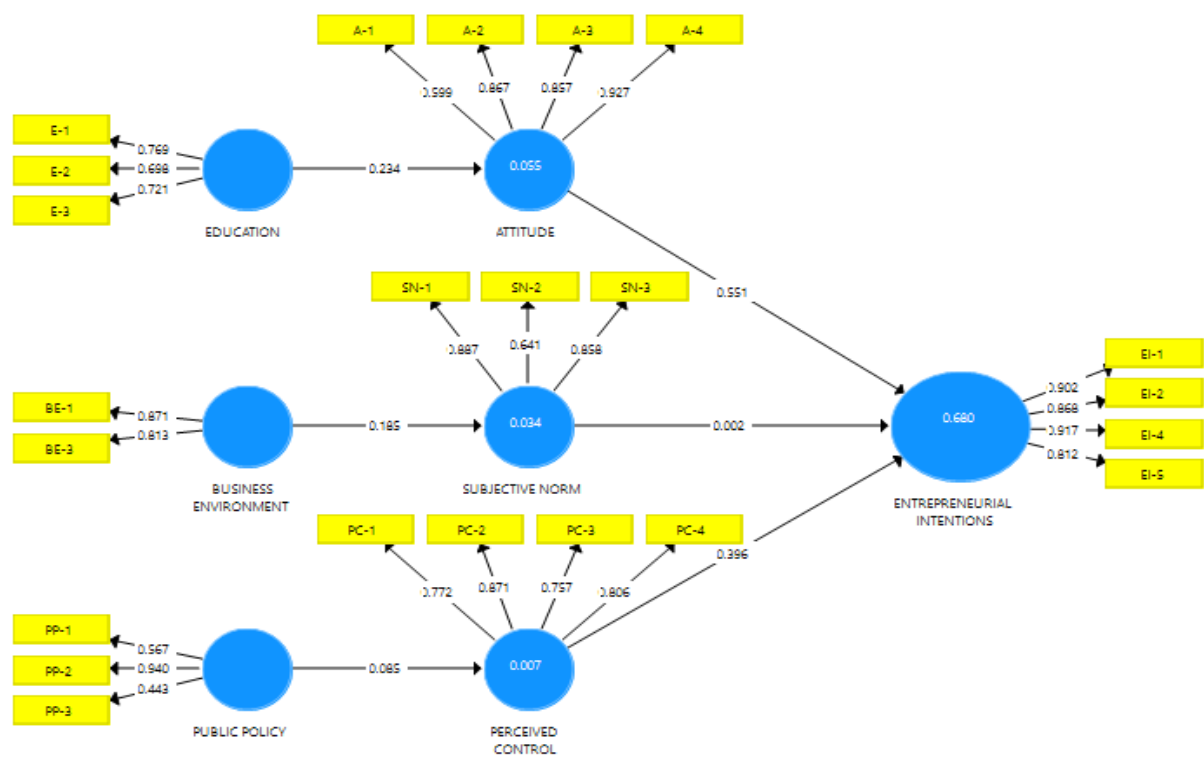 A-1
A-2
A-3
A-4
0.599
0.867
0.857
0.927
E-1
E-2
E-3
0.769
0.698
0.721
0.234
0.055
EDUCATION
ATTITUDE
SN-1
SN-2
SN-3
0.887
0.641
0.858
0.551
BE-1
BE-3
0.871
0.813
0.185
0.034
0.002
0.680
EI-1
EI-2
EI-4
EI-5
0.902
0.868
0.917
0.812
BUSINESS
ENVIRONMENT
SUBJECTIVE NORM
ENTREPRENEURIAL
INTENTIONS
PC-1
PC-2
PC-3
PC-4
0.772
0.871
0.757
0.806
0.396
PP-1
PP-2
PP-3
0.567
0.940
0.443
0.085
0.007
PUBLIC POLICY
PERCEIVED
CONTROL